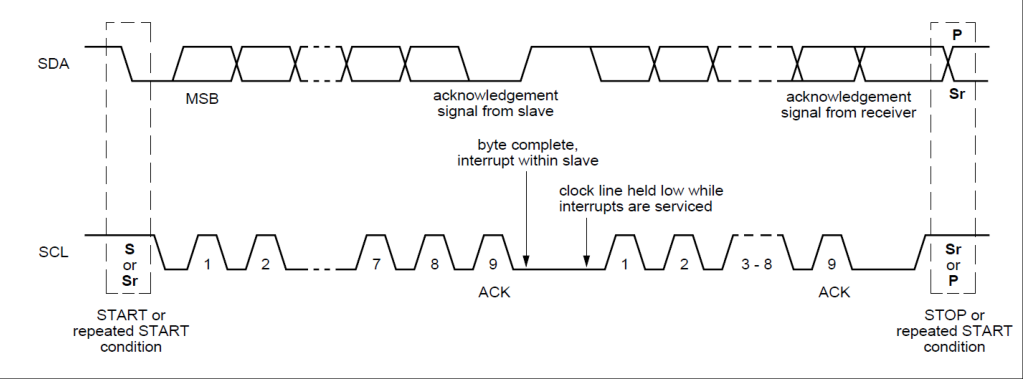 P
SDA
MSB
acknowledgement
signal from slave
acknowledgement
signal from receiver
Sr
byte complete,
interrupt within slave
clock line held low while
interrupts are serviced
SCL
S
or
Sr
1
2
7
8
9
1
2
3 - 8
9
Sr
or
P
ACK
ACK
START or
repeated START
condition
STOP or
repeated START
condition